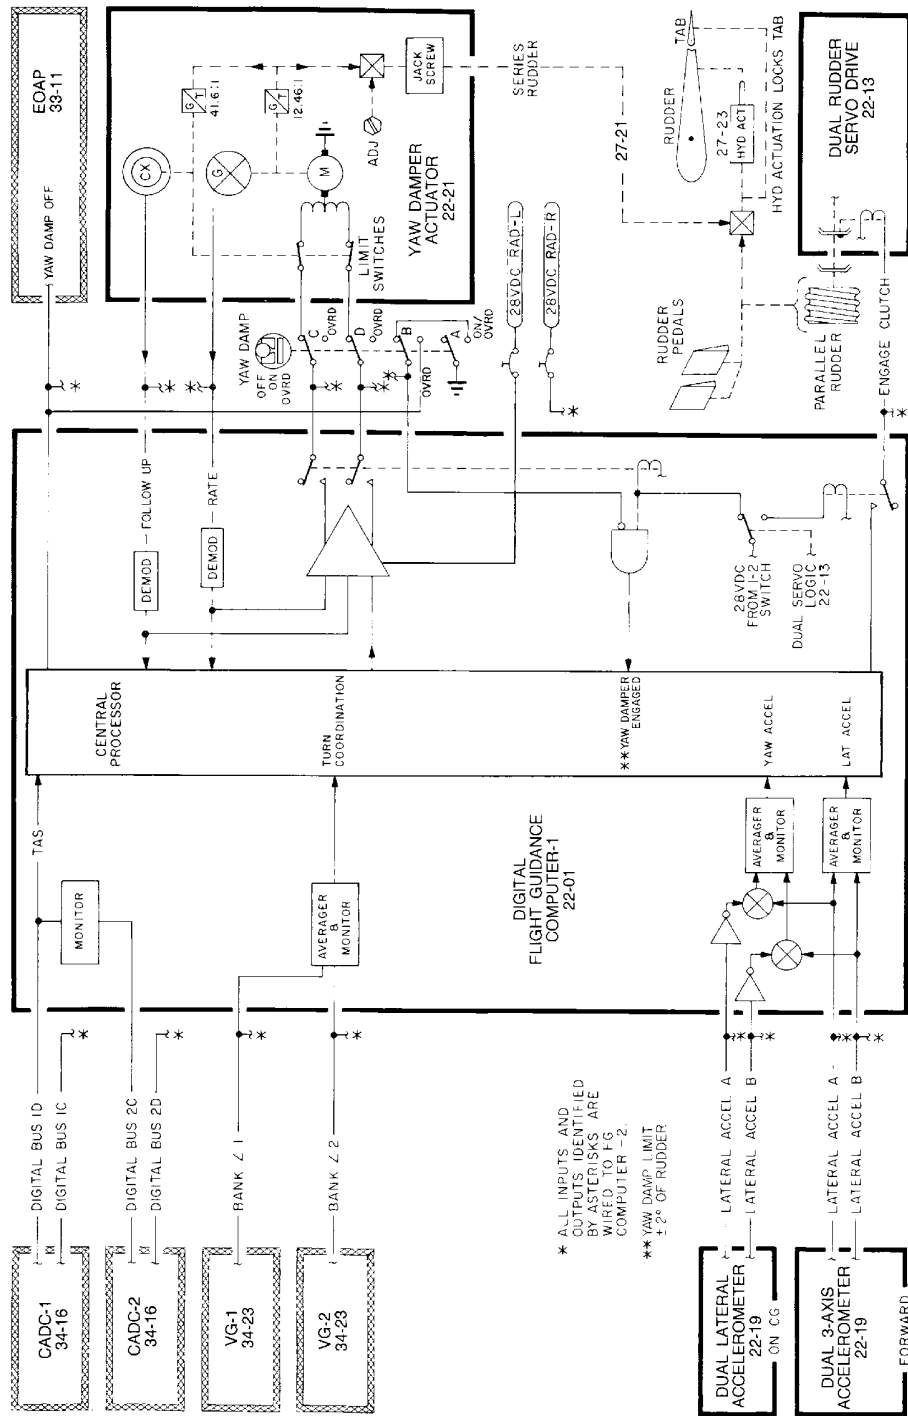 CADC-1
34-16
CADC-2
34-16
VG-1
34-23
VG-2
34-23
DIGITAL BUS 1D
DIGITAL BUS 1C
DIGITAL BUS 2C
DIGITAL BUS 2D
BANK ∠ 1
BANK ∠ 2
*
*
*
*
TAS
MONITOR
AVERAGER
&
MONITOR
CENTRAL
PROCESSOR
TURN
COORDINATION
**YAW DAMPER
ENGAGED
YAW ACCEL
LAT ACCEL
DIGITAL
FLIGHT GUIDANCE
COMPUTER-1
22-01
AVERAGER
&
MONITOR
AVERAGER
&
MONITOR
* ALL INPUTS AND
OUTPUTS IDENTIFIED
BY ASTERISKS ARE
WIRED TO FG
COMPUTER -2.
** YAW DAMP LIMIT
± 2° OF RUDDER
DUAL LATERAL
ACCELEROMETER
22-19
ON CG
DUAL 3-AXIS
ACCELEROMETER
22-19
FORWARD
LATERAL ACCEL A
LATERAL ACCEL B
LATERAL ACCEL A
LATERAL ACCEL B
*
*
*
*
DEMOD
FOLLOW UP
DEMOD
RATE
28VDC
FROM 1-2
SWITCH
DUAL SERVO
LOGIC
22-13
EOAP
33-11
YAW DAMP OFF
*
*
*
*
*
*
*
YAW DAMP
OFF
ON
OVRD
C
OVRD
D
OVRD
B
OVRD
A
ON/
OVRD
28VDC RAD-L
28VDC RAD-R
*
CX
G
M
G/T
41.6:1
G/T
12.46:1
ADJ
JACK
SCREW
LIMIT
SWITCHES
YAW DAMPER
ACTUATOR
22-21
SERIES
RUDDER
27-21
RUDDER
PEDALS
PARALLEL
RUDDER
ENGAGE CLUTCH
*
RUDDER
TAB
27-23
HYD ACT
HYD ACTUATION LOCKS TAB
DUAL RUDDER
SERVO DRIVE
22-13